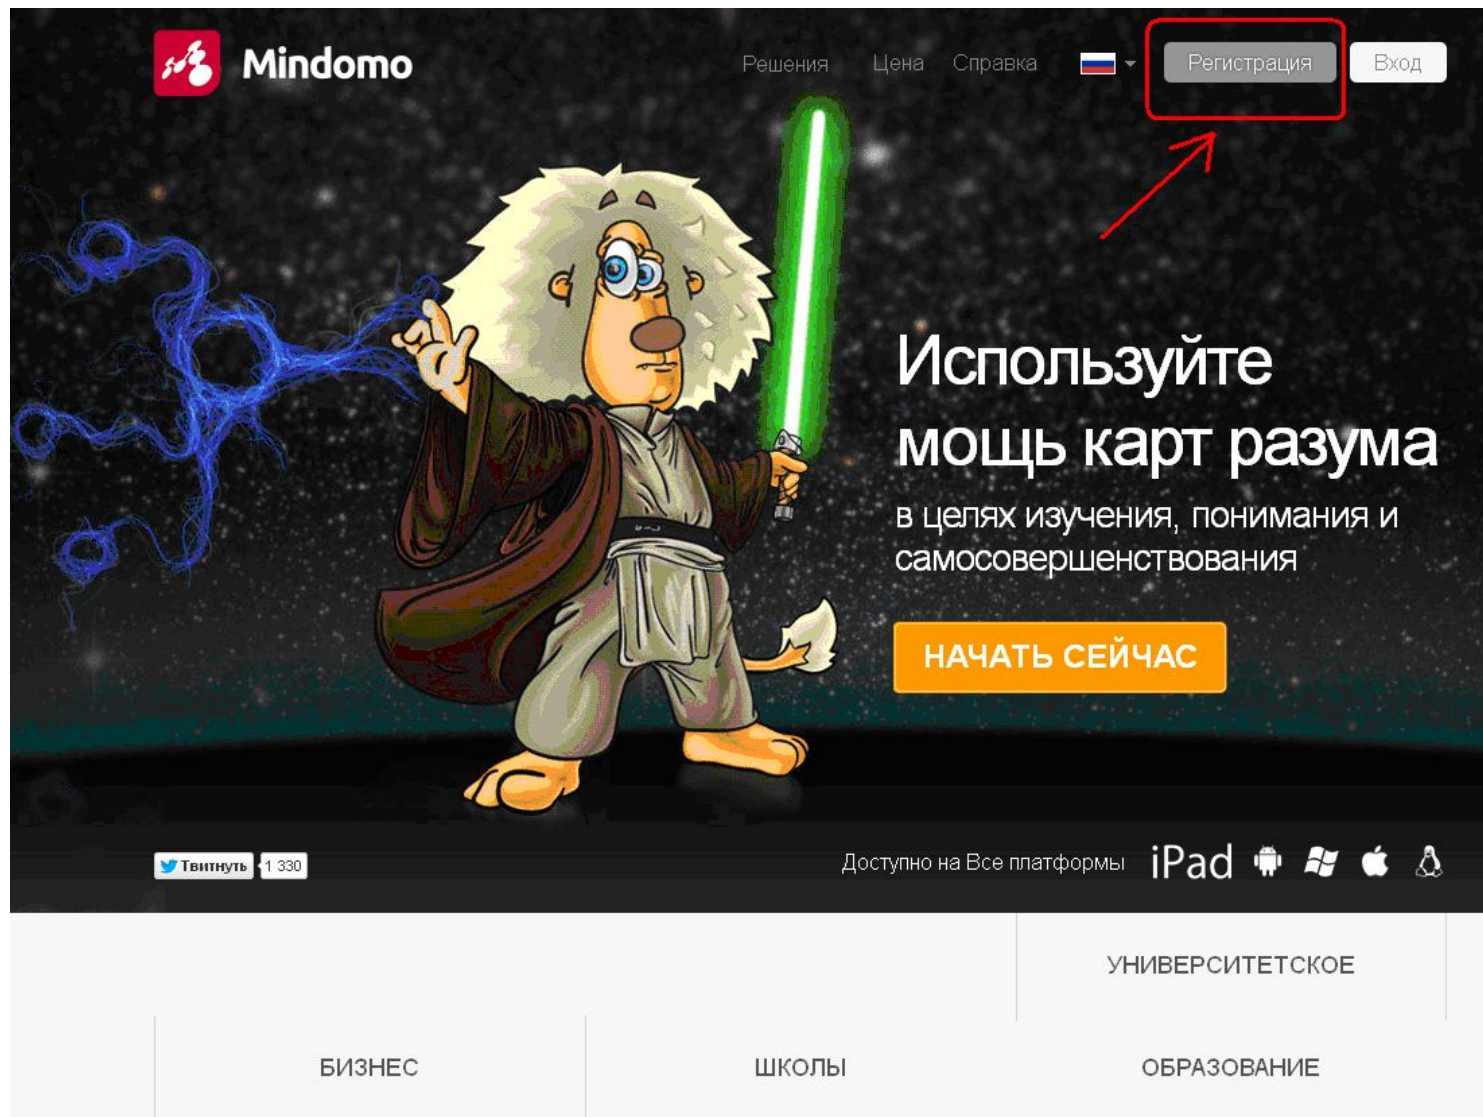 Mindomo
Решения Цена Справка Регистрация Вход
Используйте
мощь карт разума
в целях изучения, понимания и
самосовершенствования
НАЧАТЬ СЕЙЧАС
Твитнуть 1 330
Доступно на Все платформы iPad
УНИВЕРСИТЕТСКОЕ
БИЗНЕС ШКОЛЫ ОБРАЗОВАНИЕ